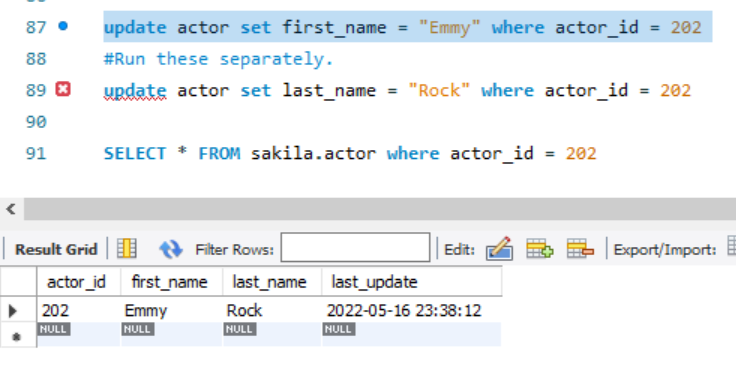 87 update actor set first_name = "Emmy" where actor_id = 202
88 #Run these separately.
89 update actor set last_name = "Rock" where actor_id = 202
90
91 SELECT * FROM sakila.actor where actor_id = 202
Result Grid Filter Rows: Edit: Export/Import:
actor_id first_name last_name last_update
202 Emmy Rock 2022-05-16 23:38:12
NULL NULL NULL NULL